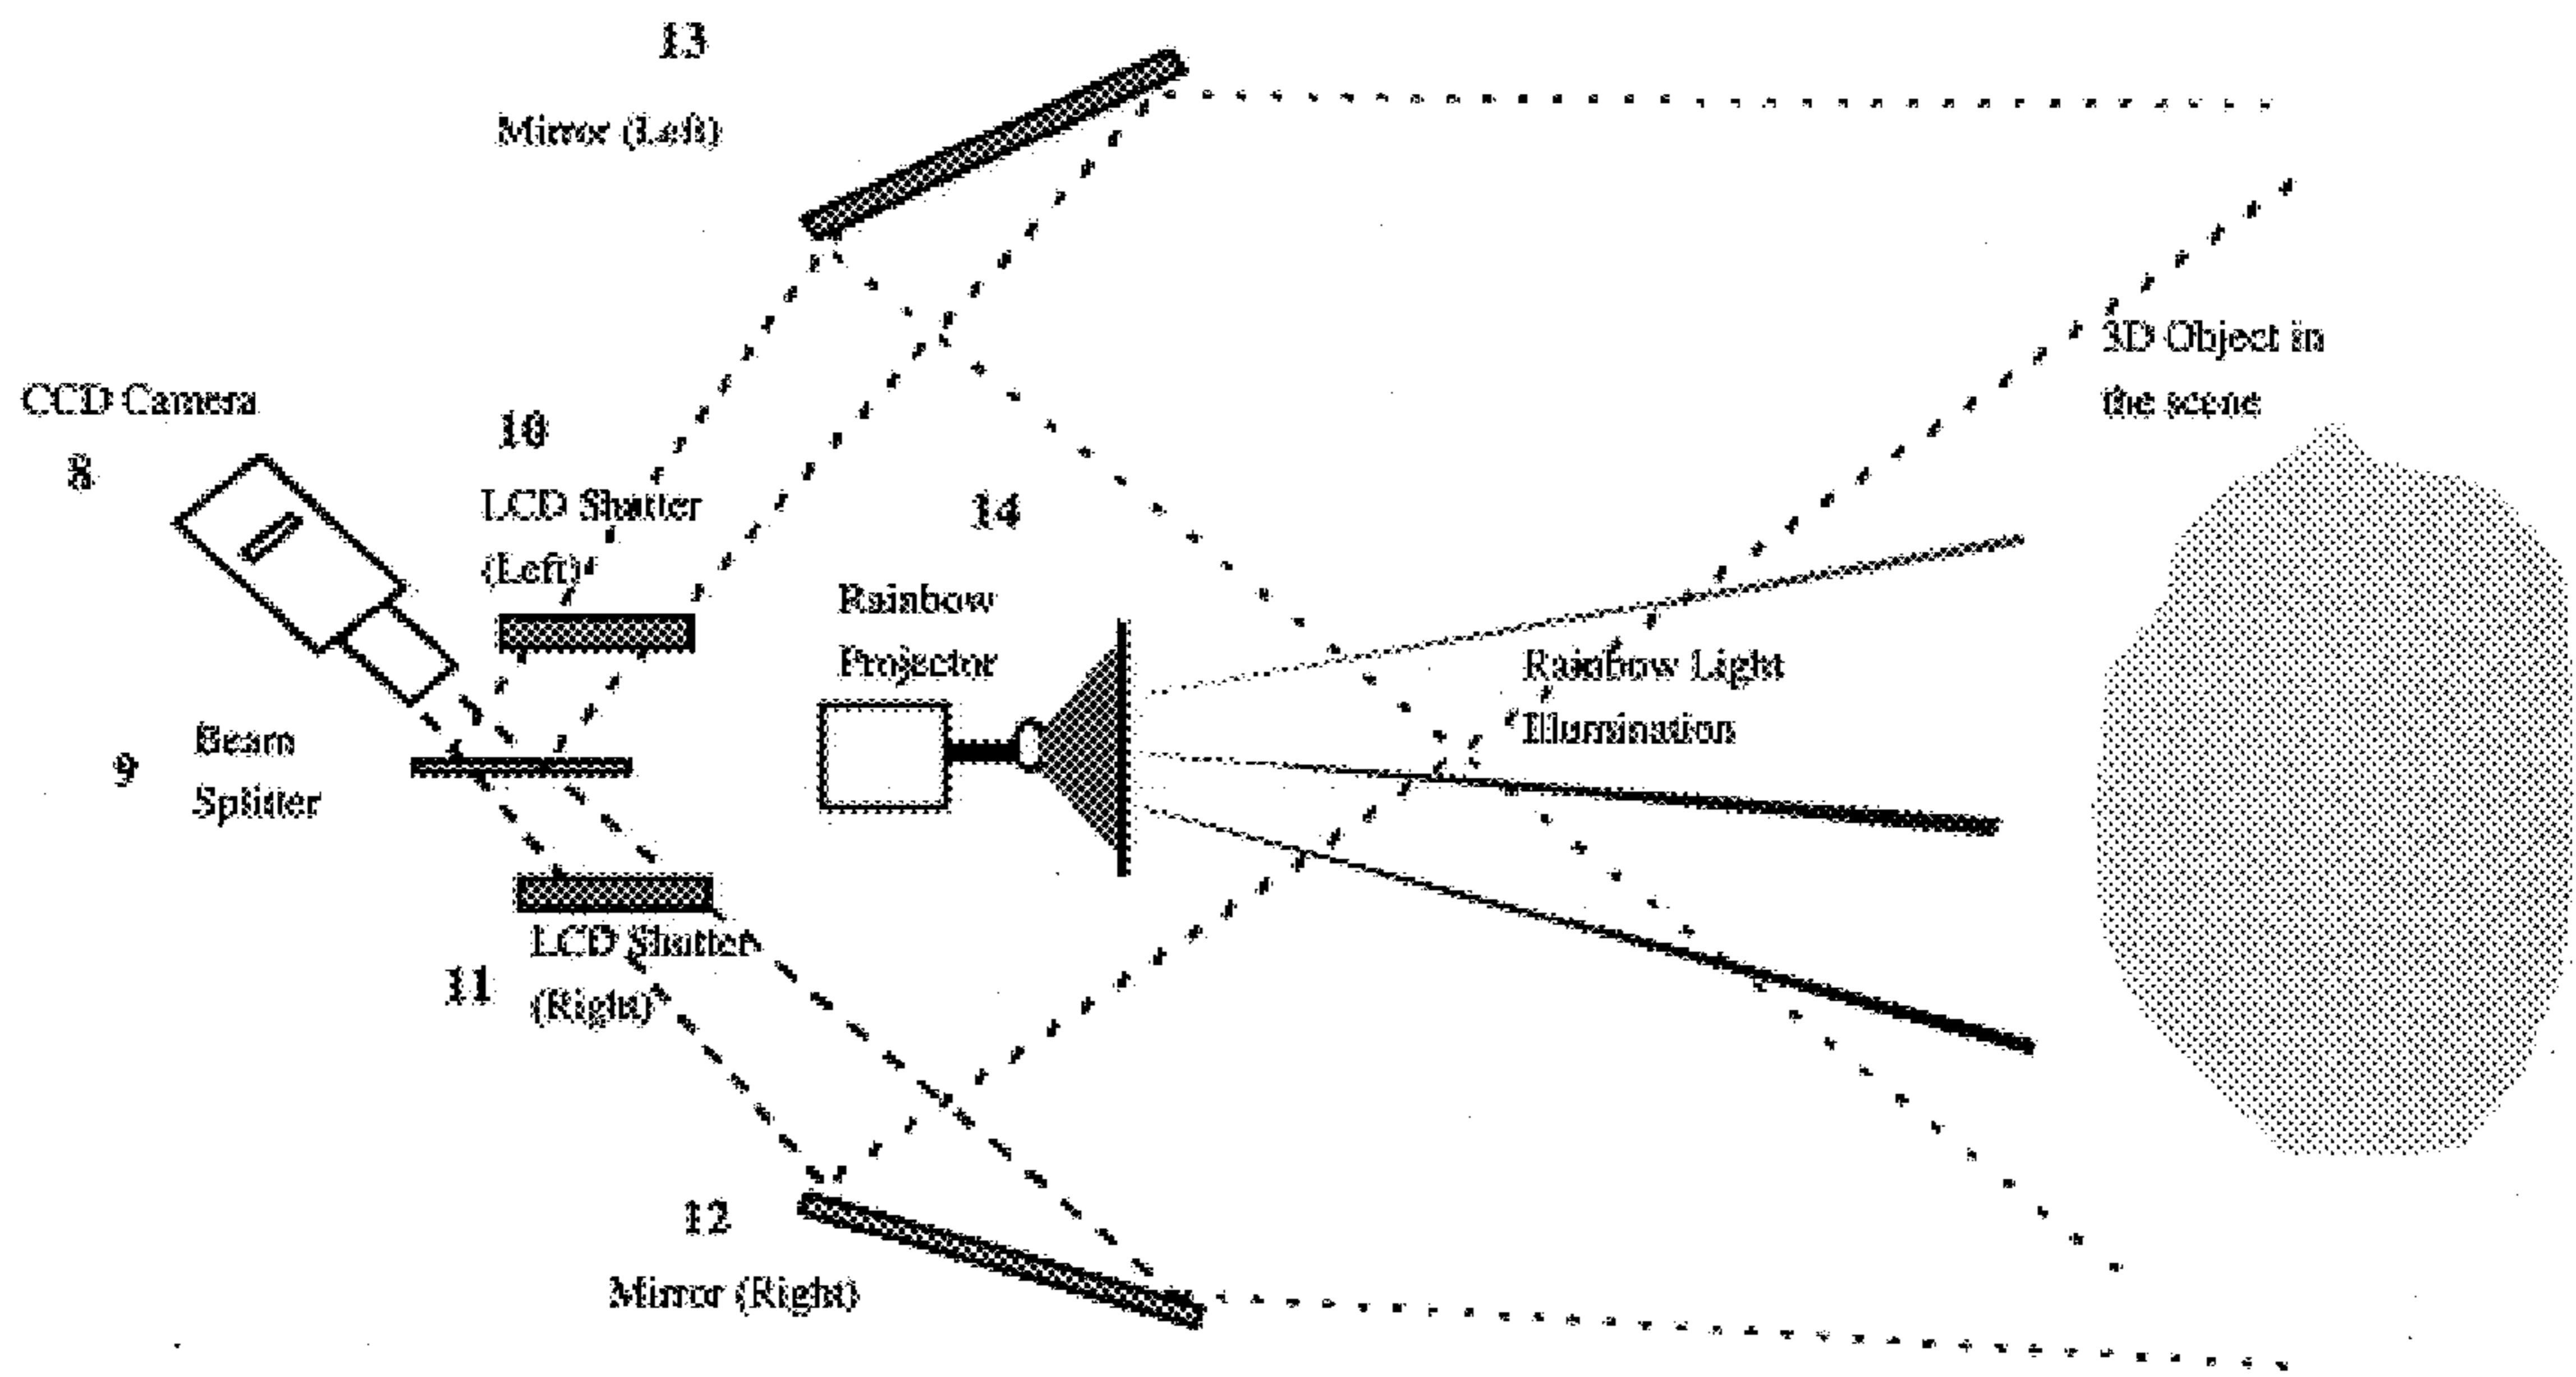 13
Mirror (Left)
CCD Camera
8
10
LCD Shutter
(Left)
14
3D Object in
the scene
Rainbow
Projector
Rainbow Light
Illumination
9
Beam
Splitter
LCD Shutter
(Right)
11
12
Mirror (Right)